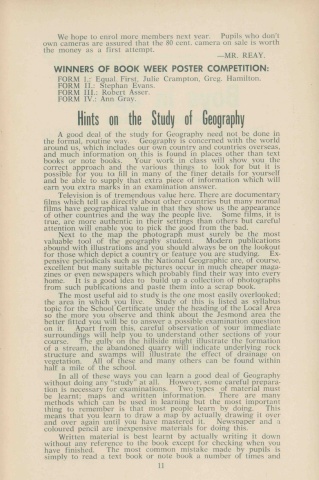 We hope to enrol more members next year. Pupils who don't
own cameras are assured that the 80 cent. camera on sale is worth
the money as a first attempt.
—MR. REAY.
WINNERS OF BOOK WEEK POSTER COMPETITION:
FORM I.: Equal First, Julie Crampton, Greg. Hamilton.
FORM II.: Stephan Evans.
FORM III.: Robert Asser.
FORM IV.: Ann Gray.
Hints on the Study of Geography
A good deal of the study for Geography need not be done in
the formal, routine way. Geography is concerned with the world
around us, which includes our own country and countries overseas,
and much information on this is found in places other than text
books or note books. Your work in class will show you the
correct approach and the various things to look for but it is
possible for you to fill in many of the finer details for yourself
and be able to supply that extra piece of information which will
earn you extra marks in an examination answer.
Television is of tremendous value here. There are documentary
films which tell us directly about other countries but many normal
films have geographical value in that they show us the appearance
of other countries and the way the people live. Some films, it is
true, are more authentic in their settings than others but careful
attention will enable you to pick the good from the bad.
Next to the map the photograph must surely be the most
valuable tool of the geography student. Modern publications
abound with illustrations and you should always be on the lookout
for those which depict a country or feature you are studying. Ex-
pensive periodicals such as the National Geographic are, of course,
excellent but many suitable pictures occur in much cheaper maga-
zines or even newspapers which probably find their way into every
home. It is a good idea to build up a collection of photographs
from such publications and paste them into a scrap book.
The most useful aid to study is the one most easily overlooked:
the area in which you live. Study of this is listed as syllabus
topic for the School Certificate under the heading of the Local Area
so the more you observe and think about the Jesmond area the
better fitted you will be to answer a possible examination question
on it. Apart from this, careful observation of your immediate
surroundings will help you to understand other sections of your
course. The gully on the hillside might illustrate the formation
of a stream, the abandoned quarry will indicate underlying rock
structure and swamps will illustrate the effect of drainage on
vegetation. All of these and many others can be found within
half a mile of the school.
In all of these ways you can learn a good deal of Geography
without doing any "study" at all. However, some careful prepara-
tion is necessary for examinations. Two types of material must
be learnt; maps and written information. There are many
methods which can be used in learning but the most important
thing to remember is that most people learn by doing. This
means that you learn to draw a map by actually drawing it over
and over again until you have mastered it. Newspaper and a
coloured pencil are inexpensive materials for doing this.
Written material is best learnt by actually writing it down
without any reference to the book except for checking when you
have finished. The most common mistake made by pupils is
simply to read a text book or note book a number of times and
11